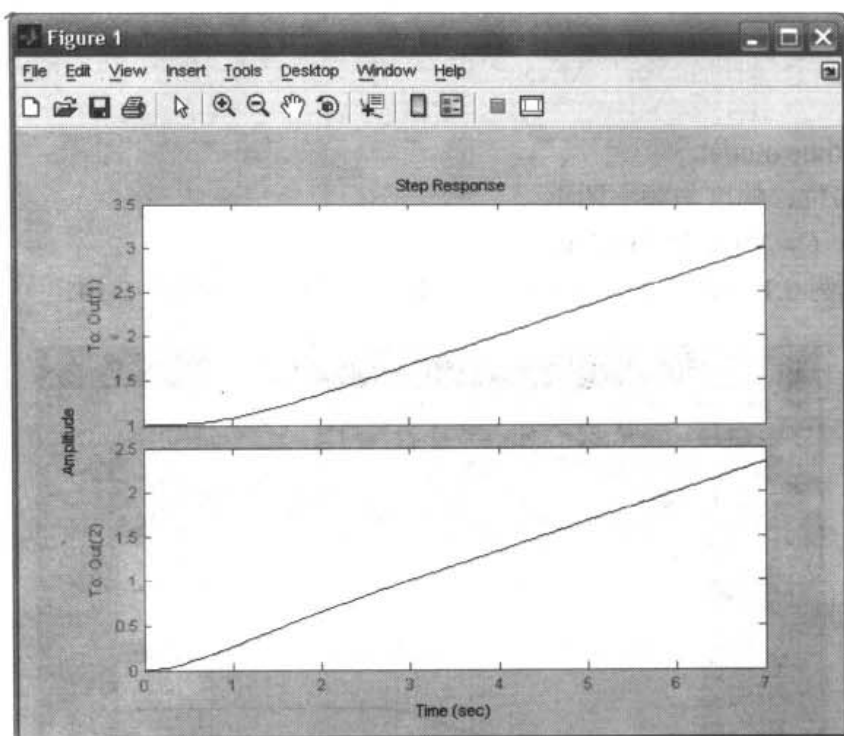 Figure 1
File Edit View Insert Tools Desktop Window Help
Step Response
3.5
3
2.5
2
1.5
1
To: Out(1)
Amplitude
2.5
2
1.5
1
0.5
0
To: Out(2)
0 1 2 3 4 5 6 7
Time (sec)